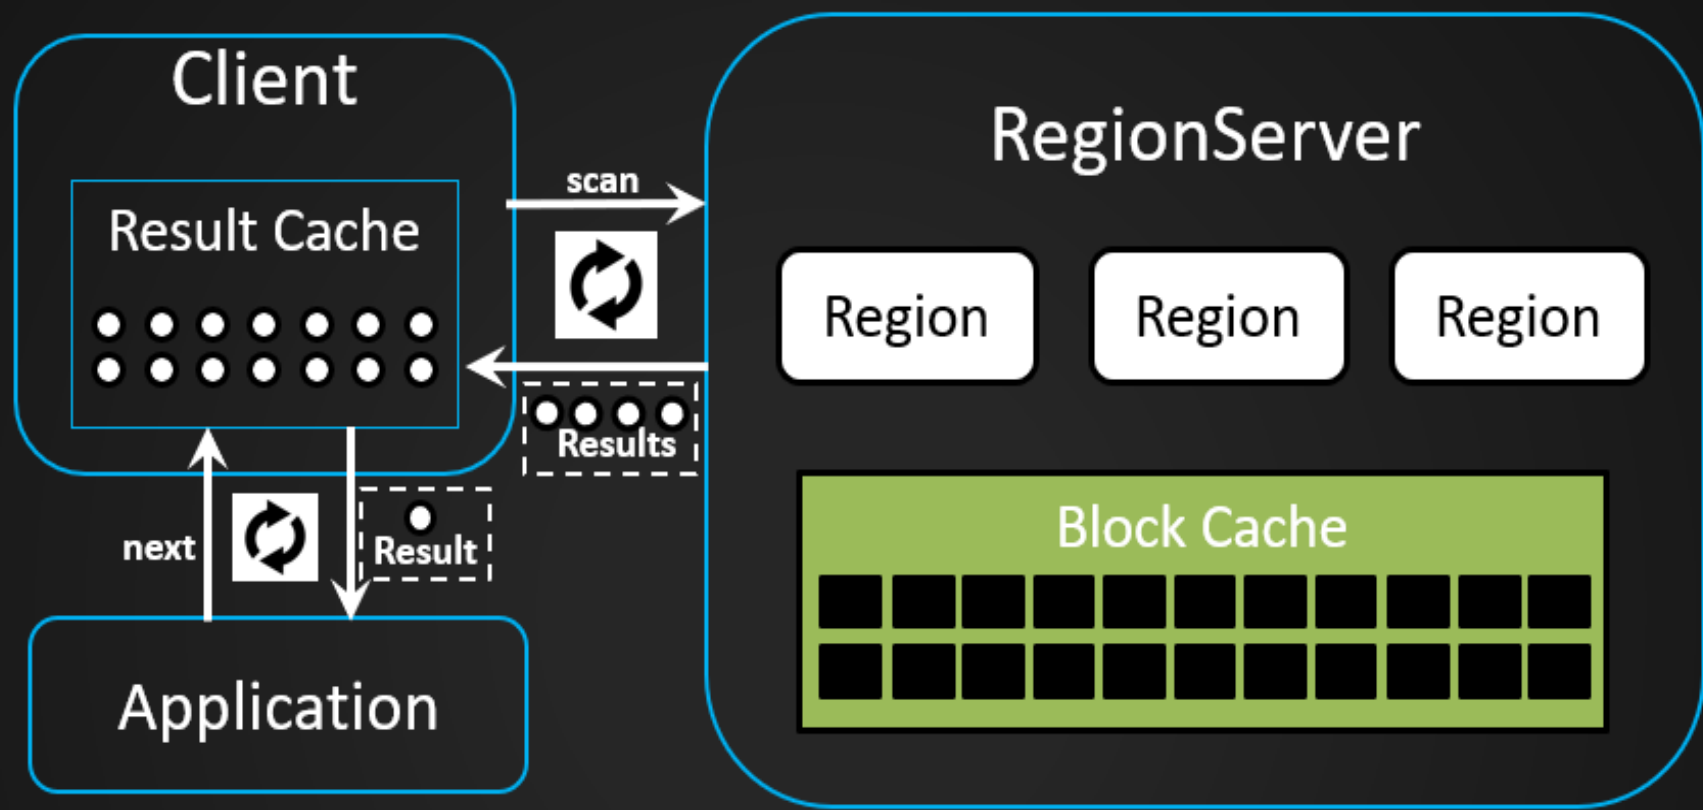 Client
RegionServer
scan
Result Cache
Region
Region
Region
Results
Block Cache
next
Result
Application